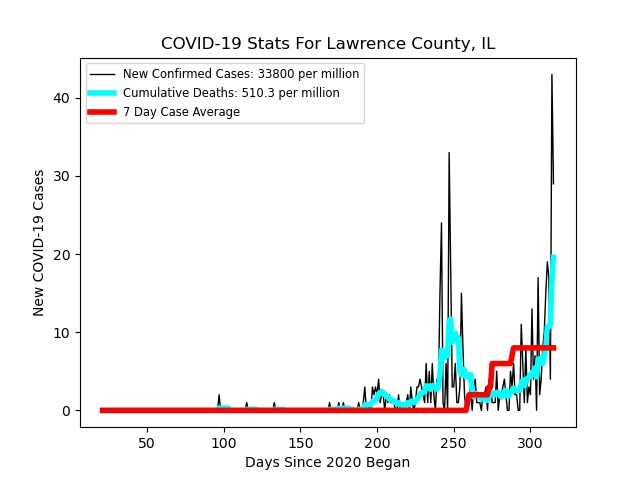 COVID-19 Stats For Lawrence County, IL
New Confirmed Cases: 33800 per million
Cumulative Deaths: 510.3 per million
7 Day Case Average
New COVID-19 Cases
40
30
20
10
0
50 100 150 200 250 300
Days Since 2020 Began